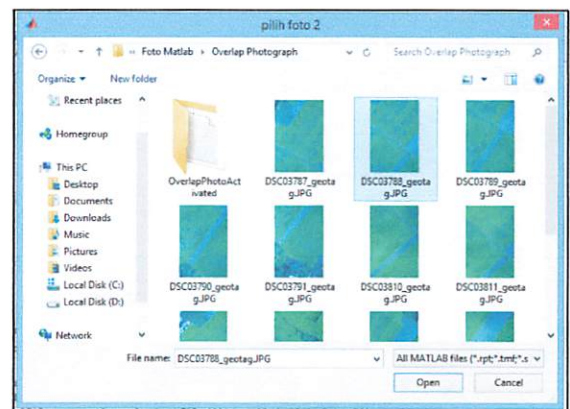 pilih foto 2
« Foto Matlab › Overlap Photograph
Search Overlap Photograph
Organize
New folder
Recent places
Homegroup
This PC
Desktop
Documents
Downloads
Music
Pictures
Videos
Local Disk (C:)
Local Disk (D:)
Network
OverlapPhotoAct
ivated
DSC03787_geota
g.JPG
DSC03788_geota
g.JPG
DSC03789_geota
g.JPG
DSC03790_geota
g.JPG
DSC03791_geota
g.JPG
DSC03810_geota
g.JPG
DSC03811_geota
g.JPG
File name: DSC03788_geotag.JPG
All MATLAB files (*.rpt;*.tmf;*.s
Open
Cancel